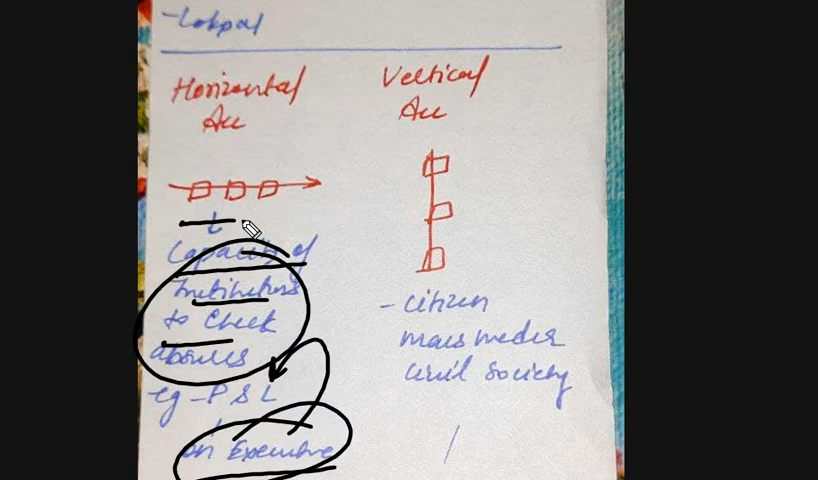 - Lokpal
Horizontal
Acc
Vertical
Acc
Capacity of
Institutions
to Check
abuses
eg - P S L
on Executive
- citizen
mass media
civil society